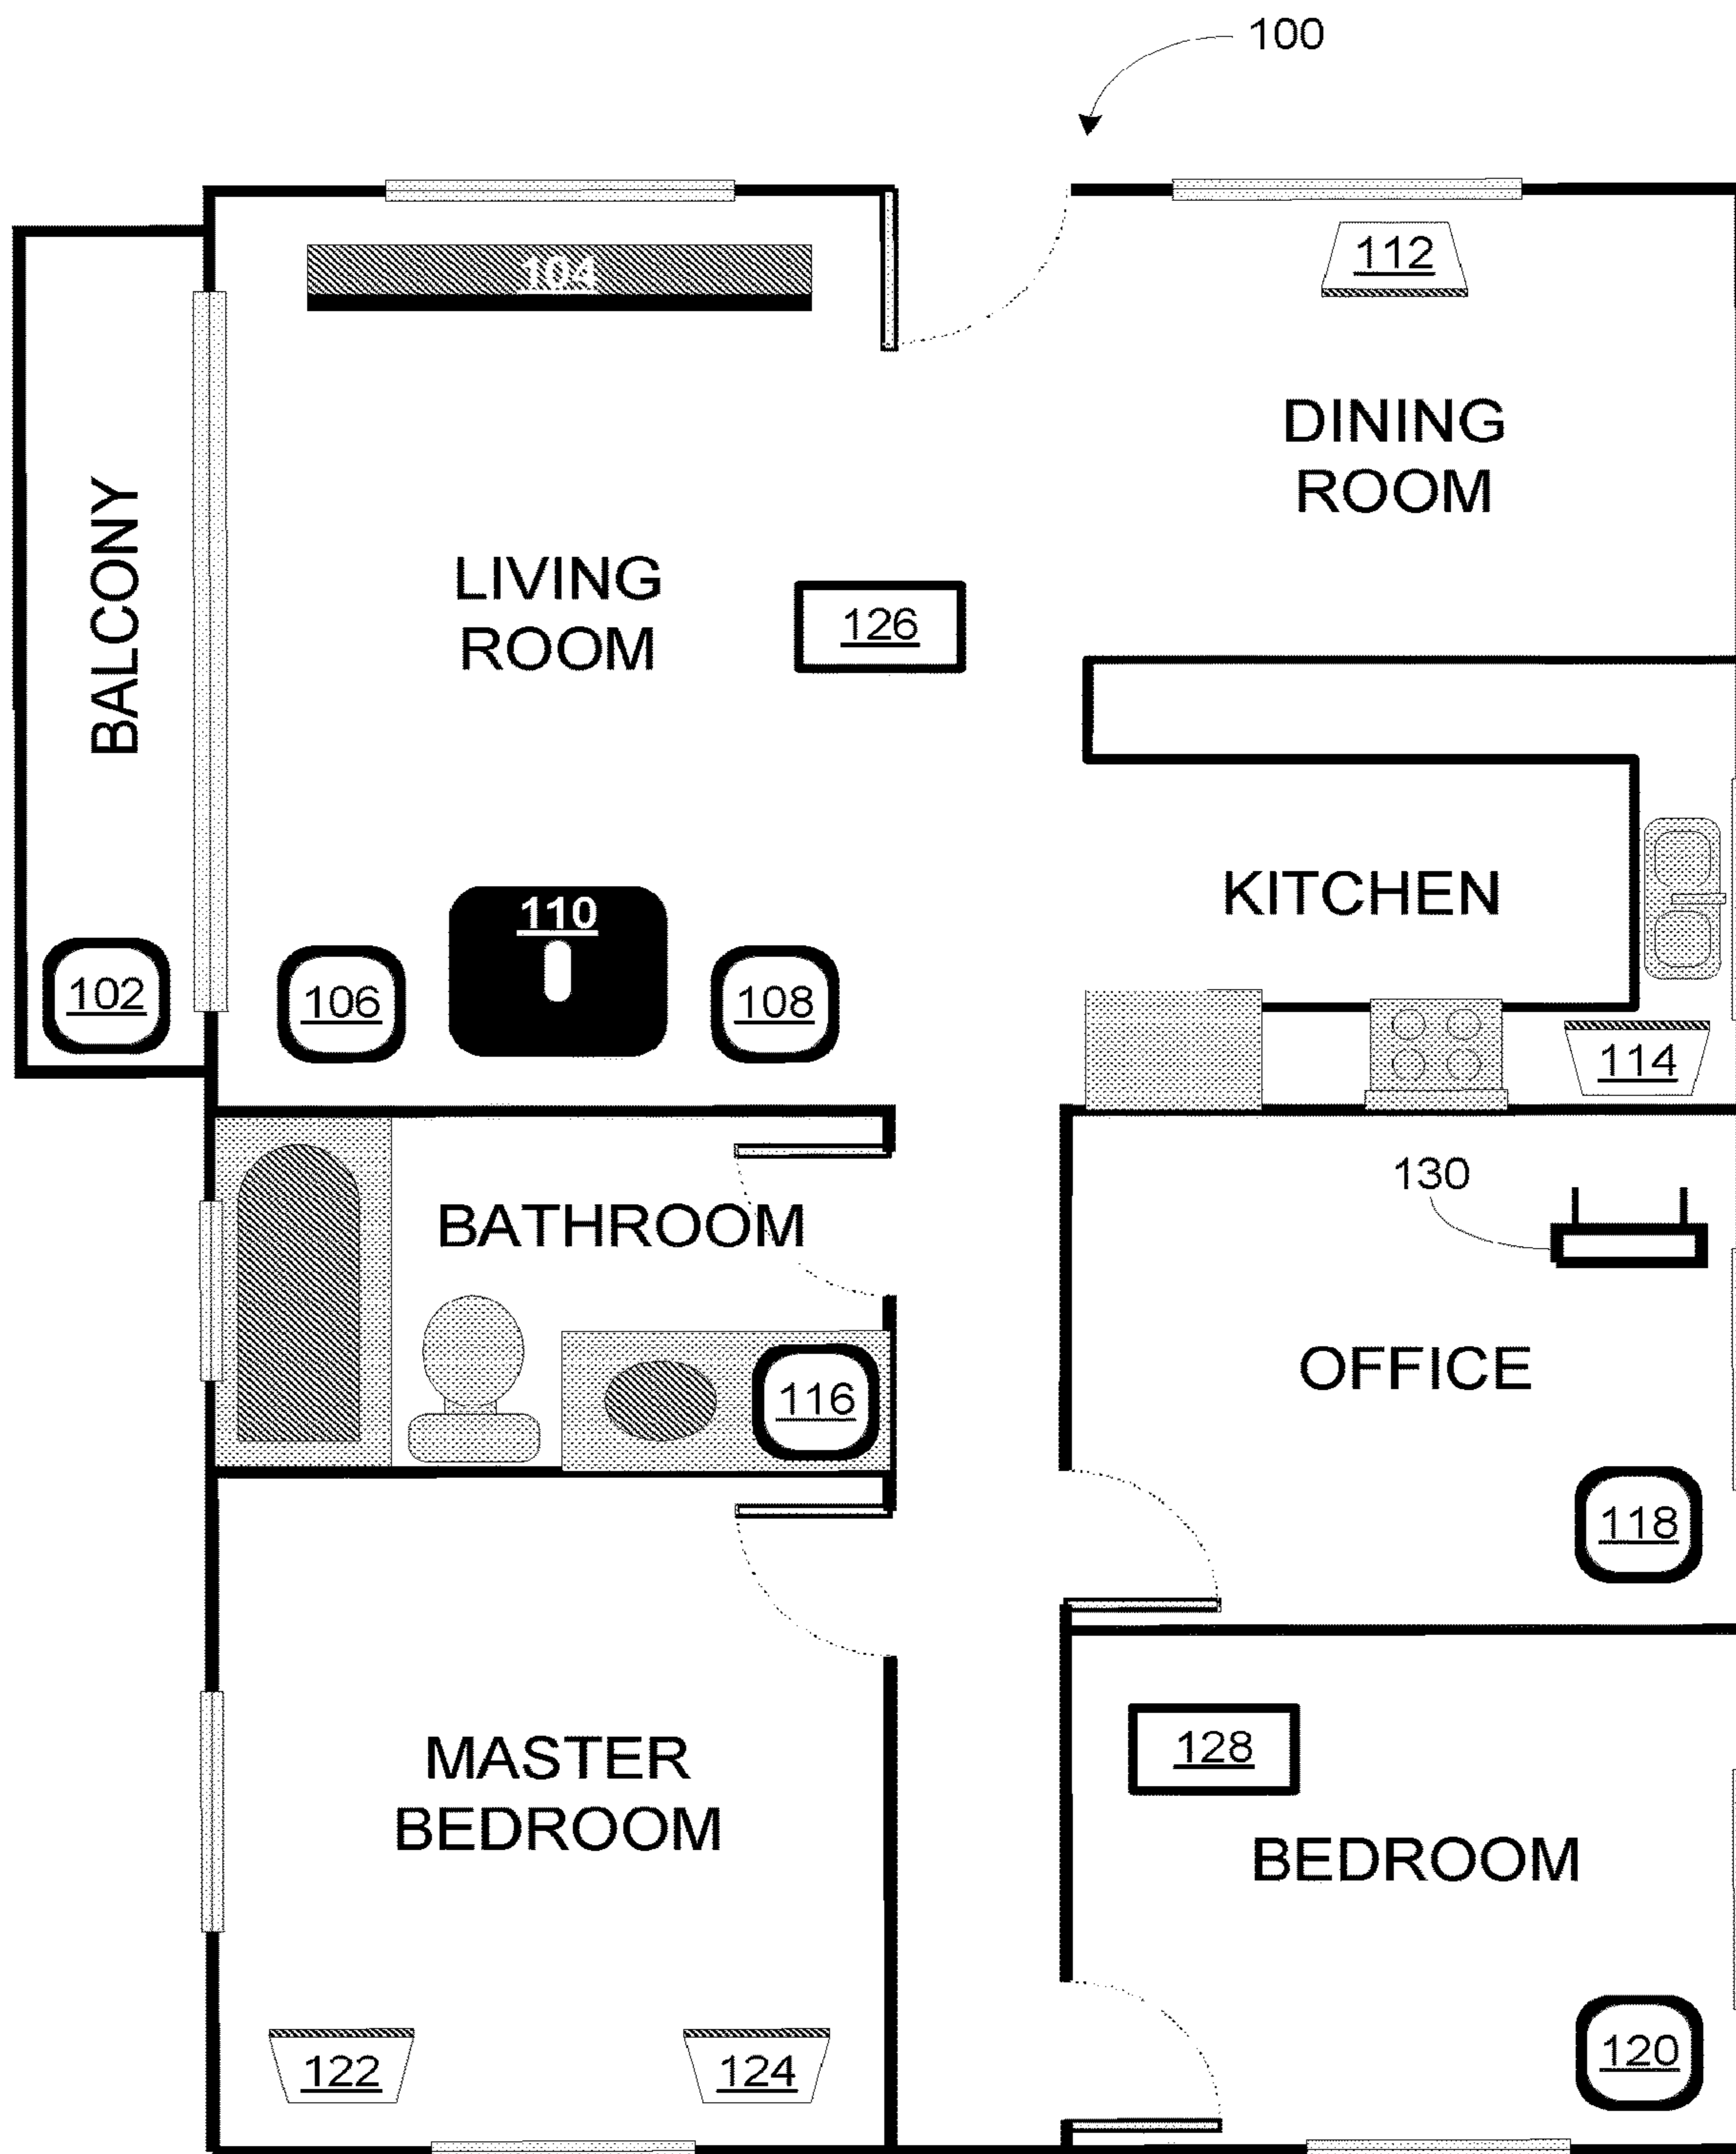 100
104
112
DINING
ROOM
BALCONY
LIVING
ROOM
126
KITCHEN
110
102
106
108
114
130
BATHROOM
OFFICE
116
118
MASTER
BEDROOM
128
BEDROOM
122
124
120